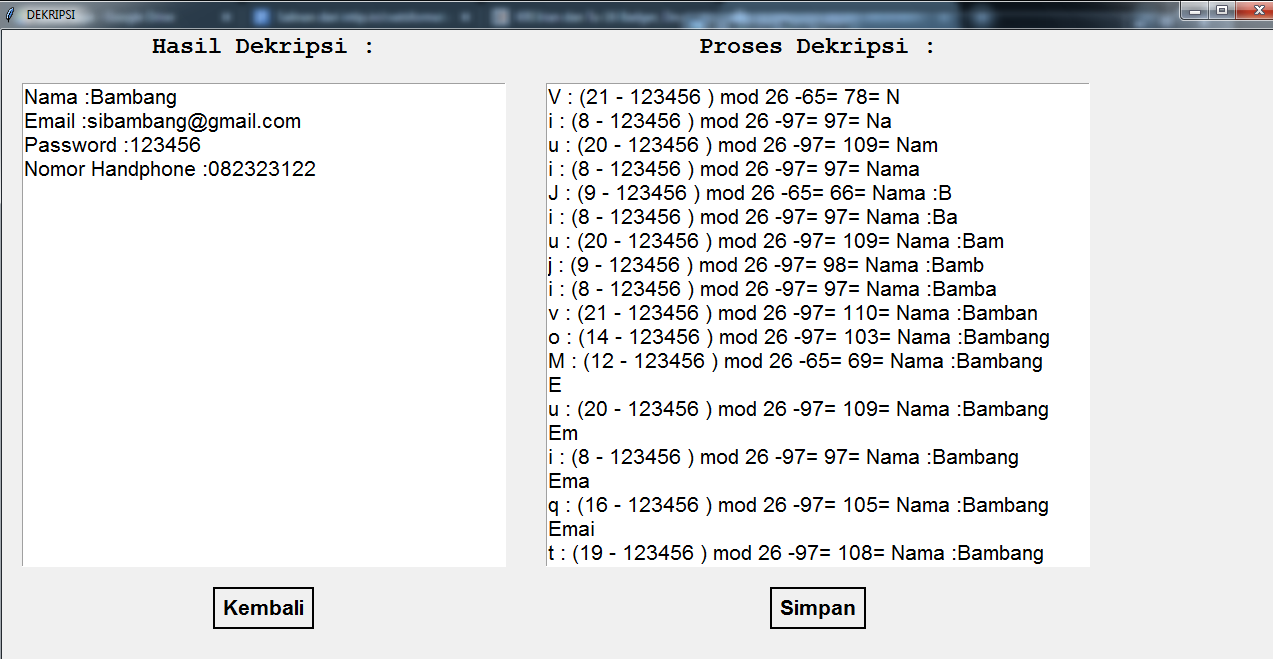 DEKRIPSI
Hasil Dekripsi :
Nama :Bambang
Email :sibambang@gmail.com
Password :123456
Nomor Handphone :082323122
Kembali
Proses Dekripsi :
V : (21 - 123456 ) mod 26 -65= 78= N
i : (8 - 123456 ) mod 26 -97= 97= Na
u : (20 - 123456 ) mod 26 -97= 109= Nam
i : (8 - 123456 ) mod 26 -97= 97= Nama
J : (9 - 123456 ) mod 26 -65= 66= Nama :B
i : (8 - 123456 ) mod 26 -97= 97= Nama :Ba
u : (20 - 123456 ) mod 26 -97= 109= Nama :Bam
j : (9 - 123456 ) mod 26 -97= 98= Nama :Bamb
i : (8 - 123456 ) mod 26 -97= 97= Nama :Bamba
v : (21 - 123456 ) mod 26 -97= 110= Nama :Bamban
o : (14 - 123456 ) mod 26 -97= 103= Nama :Bambang
M : (12 - 123456 ) mod 26 -65= 69= Nama :Bambang
E
u : (20 - 123456 ) mod 26 -97= 109= Nama :Bambang
Em
i : (8 - 123456 ) mod 26 -97= 97= Nama :Bambang
Ema
q : (16 - 123456 ) mod 26 -97= 105= Nama :Bambang
Emai
t : (19 - 123456 ) mod 26 -97= 108= Nama :Bambang
Simpan